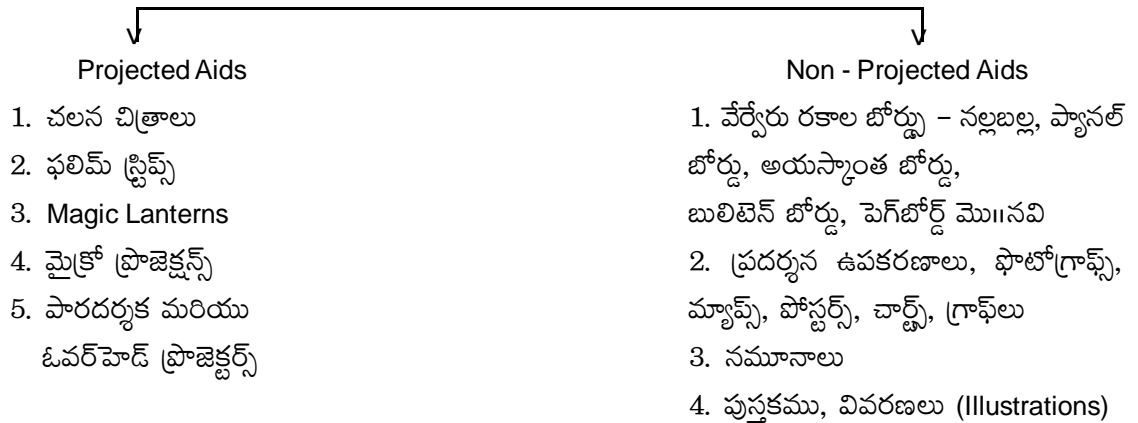 Projected Aids
1. చలన చిత్రాలు
2. ఫలిమ్ స్ట్రిప్స్
3. Magic Lanterns
4. మైక్రో ప్రొజెక్షన్స్
5. పారదర్శక మరియు
ఓవర్‌హెడ్ ప్రొజెక్టర్స్
Non - Projected Aids
1. వేర్వేరు రకాల బోర్డ్సు – నల్లబల్ల, ప్యానల్
బోర్డు, అయస్కాంత బోర్డు,
బులిటెన్ బోర్డు, పెగ్‌బోర్డ్ మొ॥నవి
2. ప్రదర్శన ఉపకరణాలు, ఫొటోగ్రాఫ్స్,
మ్యాప్స్, పోస్టర్స్, చార్ట్స్, గ్రాఫ్‌లు
3. నమూనాలు
4. పుస్తకము, వివరణలు (Illustrations)